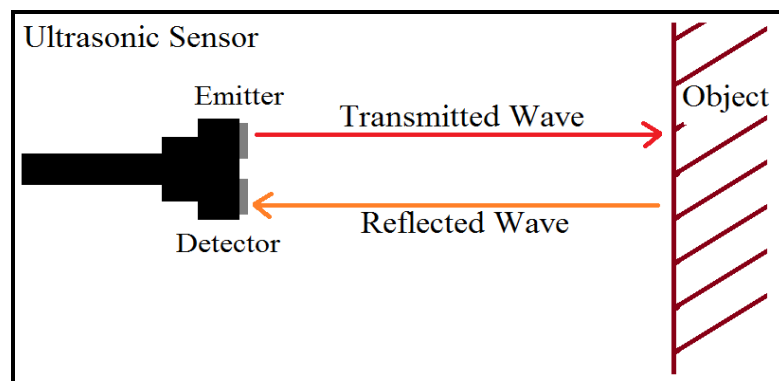 Ultrasonic Sensor
Emitter
Transmitted Wave
Object
Reflected Wave
Detector